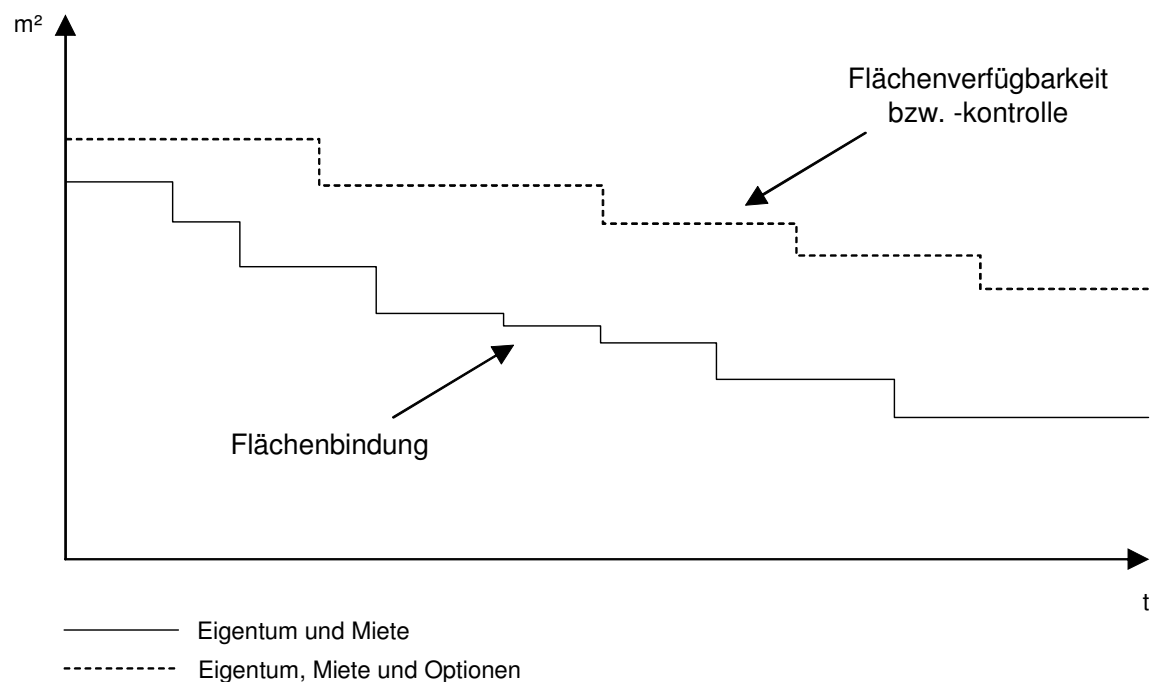 m²
Flächenverfügbarkeit
bzw. -kontrolle
Flächenbindung
t
Eigentum und Miete
Eigentum, Miete und Optionen